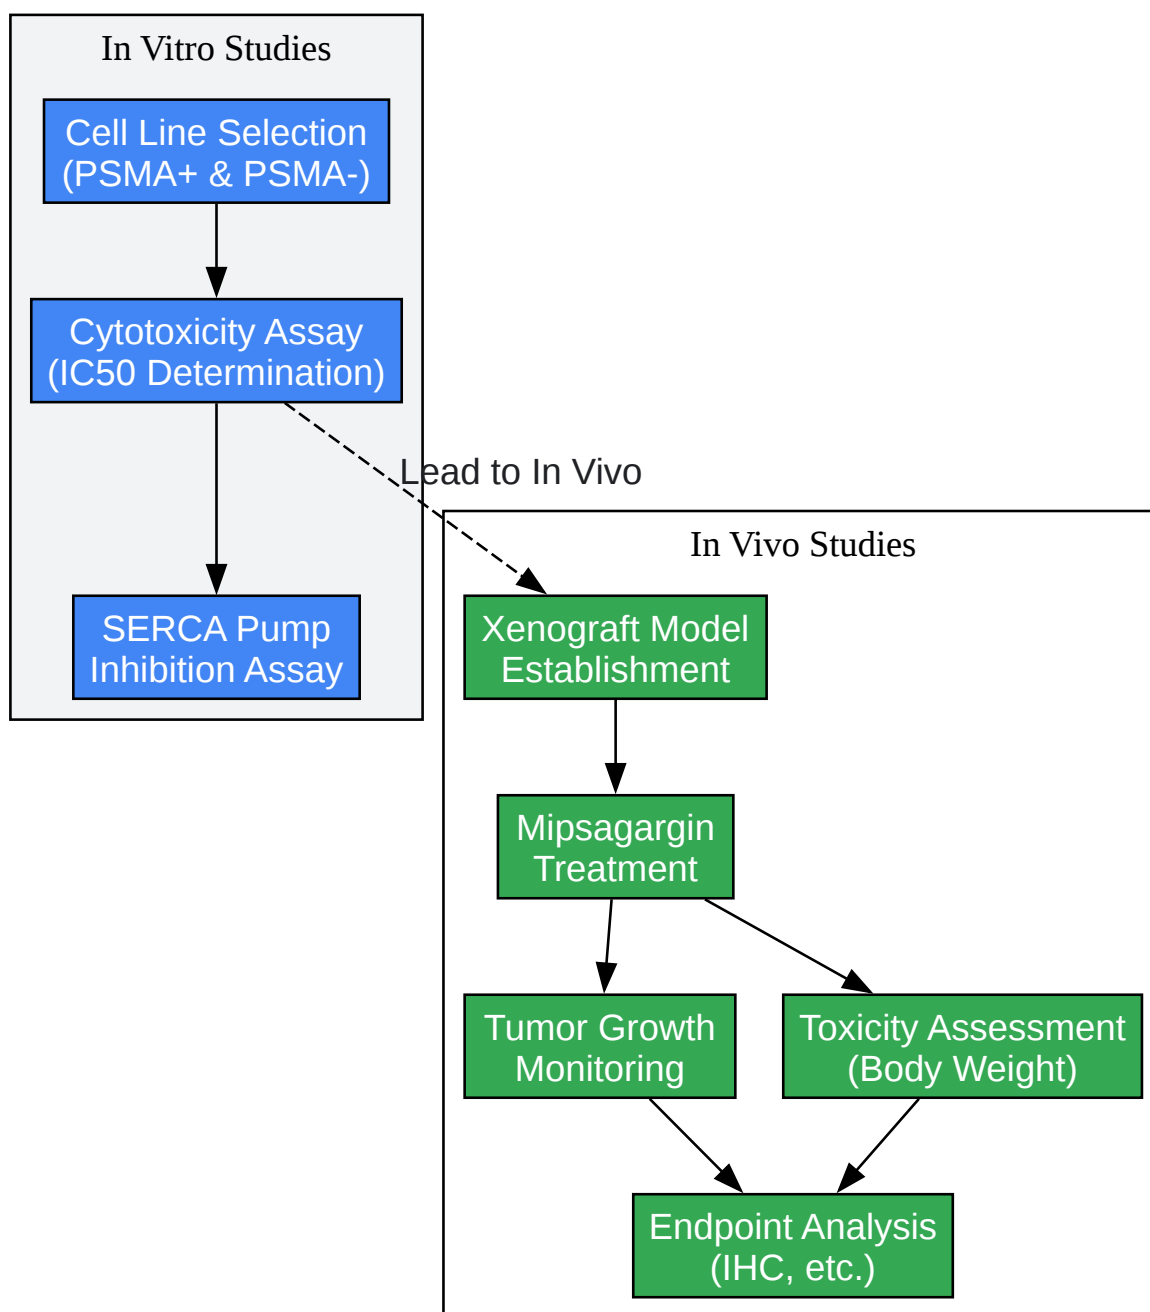 In Vitro Studies
Cell Line Selection
(PSMA+ & PSMA-)
Cytotoxicity Assay
(IC50 Determination)
Lead to In Vivo
SERCA Pump
Inhibition Assay
In Vivo Studies
Xenograft Model
Establishment
Mipsagargin
Treatment
Tumor Growth
Monitoring
Toxicity Assessment
(Body Weight)
Endpoint Analysis
(IHC, etc.)